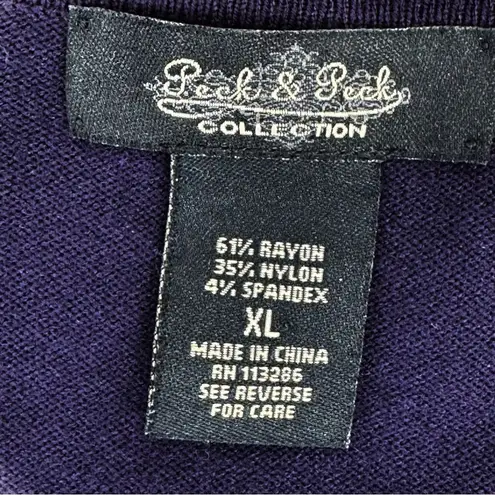 Peck & Peck
COLLECTION
61% RAYON
35% NYLON
4% SPANDEX
XL
MADE IN CHINA
RN 113286
SEE REVERSE
FOR CARE